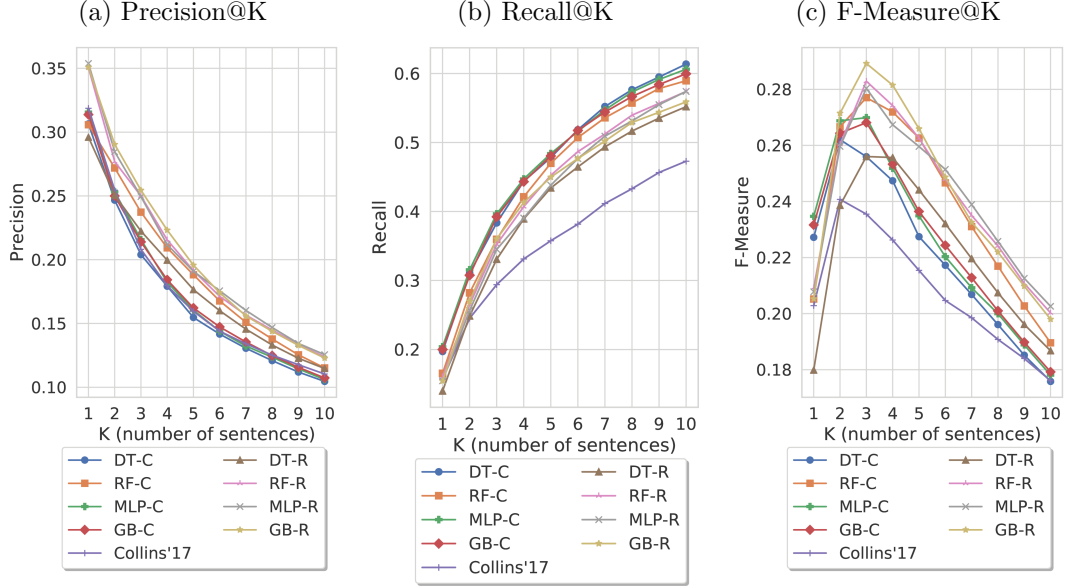 (a) Precision@K
(b) Recall@K
(c) F-Measure@K
Precision
0.35
0.30
0.25
0.20
0.15
0.10
1 2 3 4 5 6 7 8 9 10
K (number of sentences)
DT-C DT-R
RF-C RF-R
MLP-C MLP-R
GB-C GB-R
Collins'17
Recall
0.6
0.5
0.4
0.3
0.2
1 2 3 4 5 6 7 8 9 10
K (number of sentences)
DT-C DT-R
RF-C RF-R
MLP-C MLP-R
GB-C GB-R
Collins'17
F-Measure
0.28
0.26
0.24
0.22
0.20
0.18
1 2 3 4 5 6 7 8 9 10
K (number of sentences)
DT-C DT-R
RF-C RF-R
MLP-C MLP-R
GB-C GB-R
Collins'17